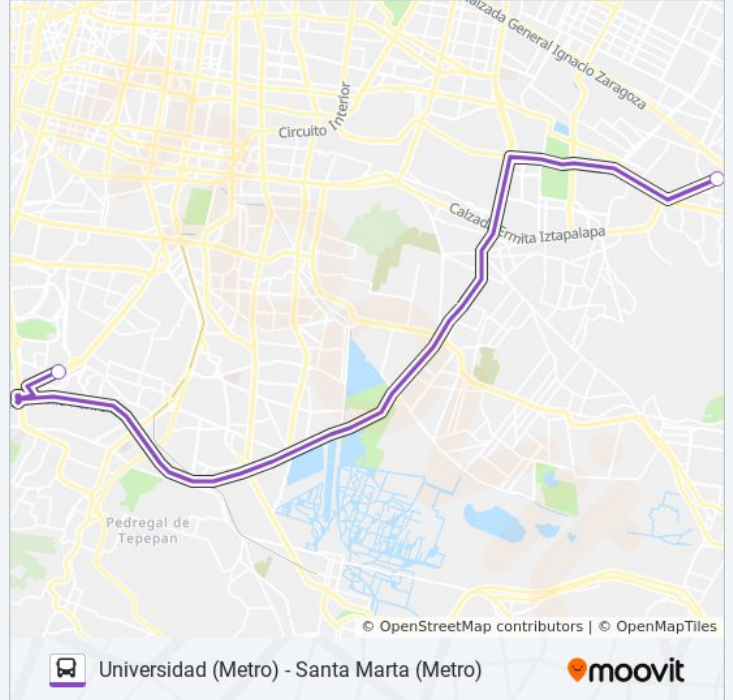 Calzada General Ignacio Zaragoza
Circuito Interior
Calzada Ermita Iztapalapa
Pedregal de
Tepepan
© OpenStreetMap contributors | © OpenMapTiles
Universidad (Metro) - Santa Marta (Metro)
moovit